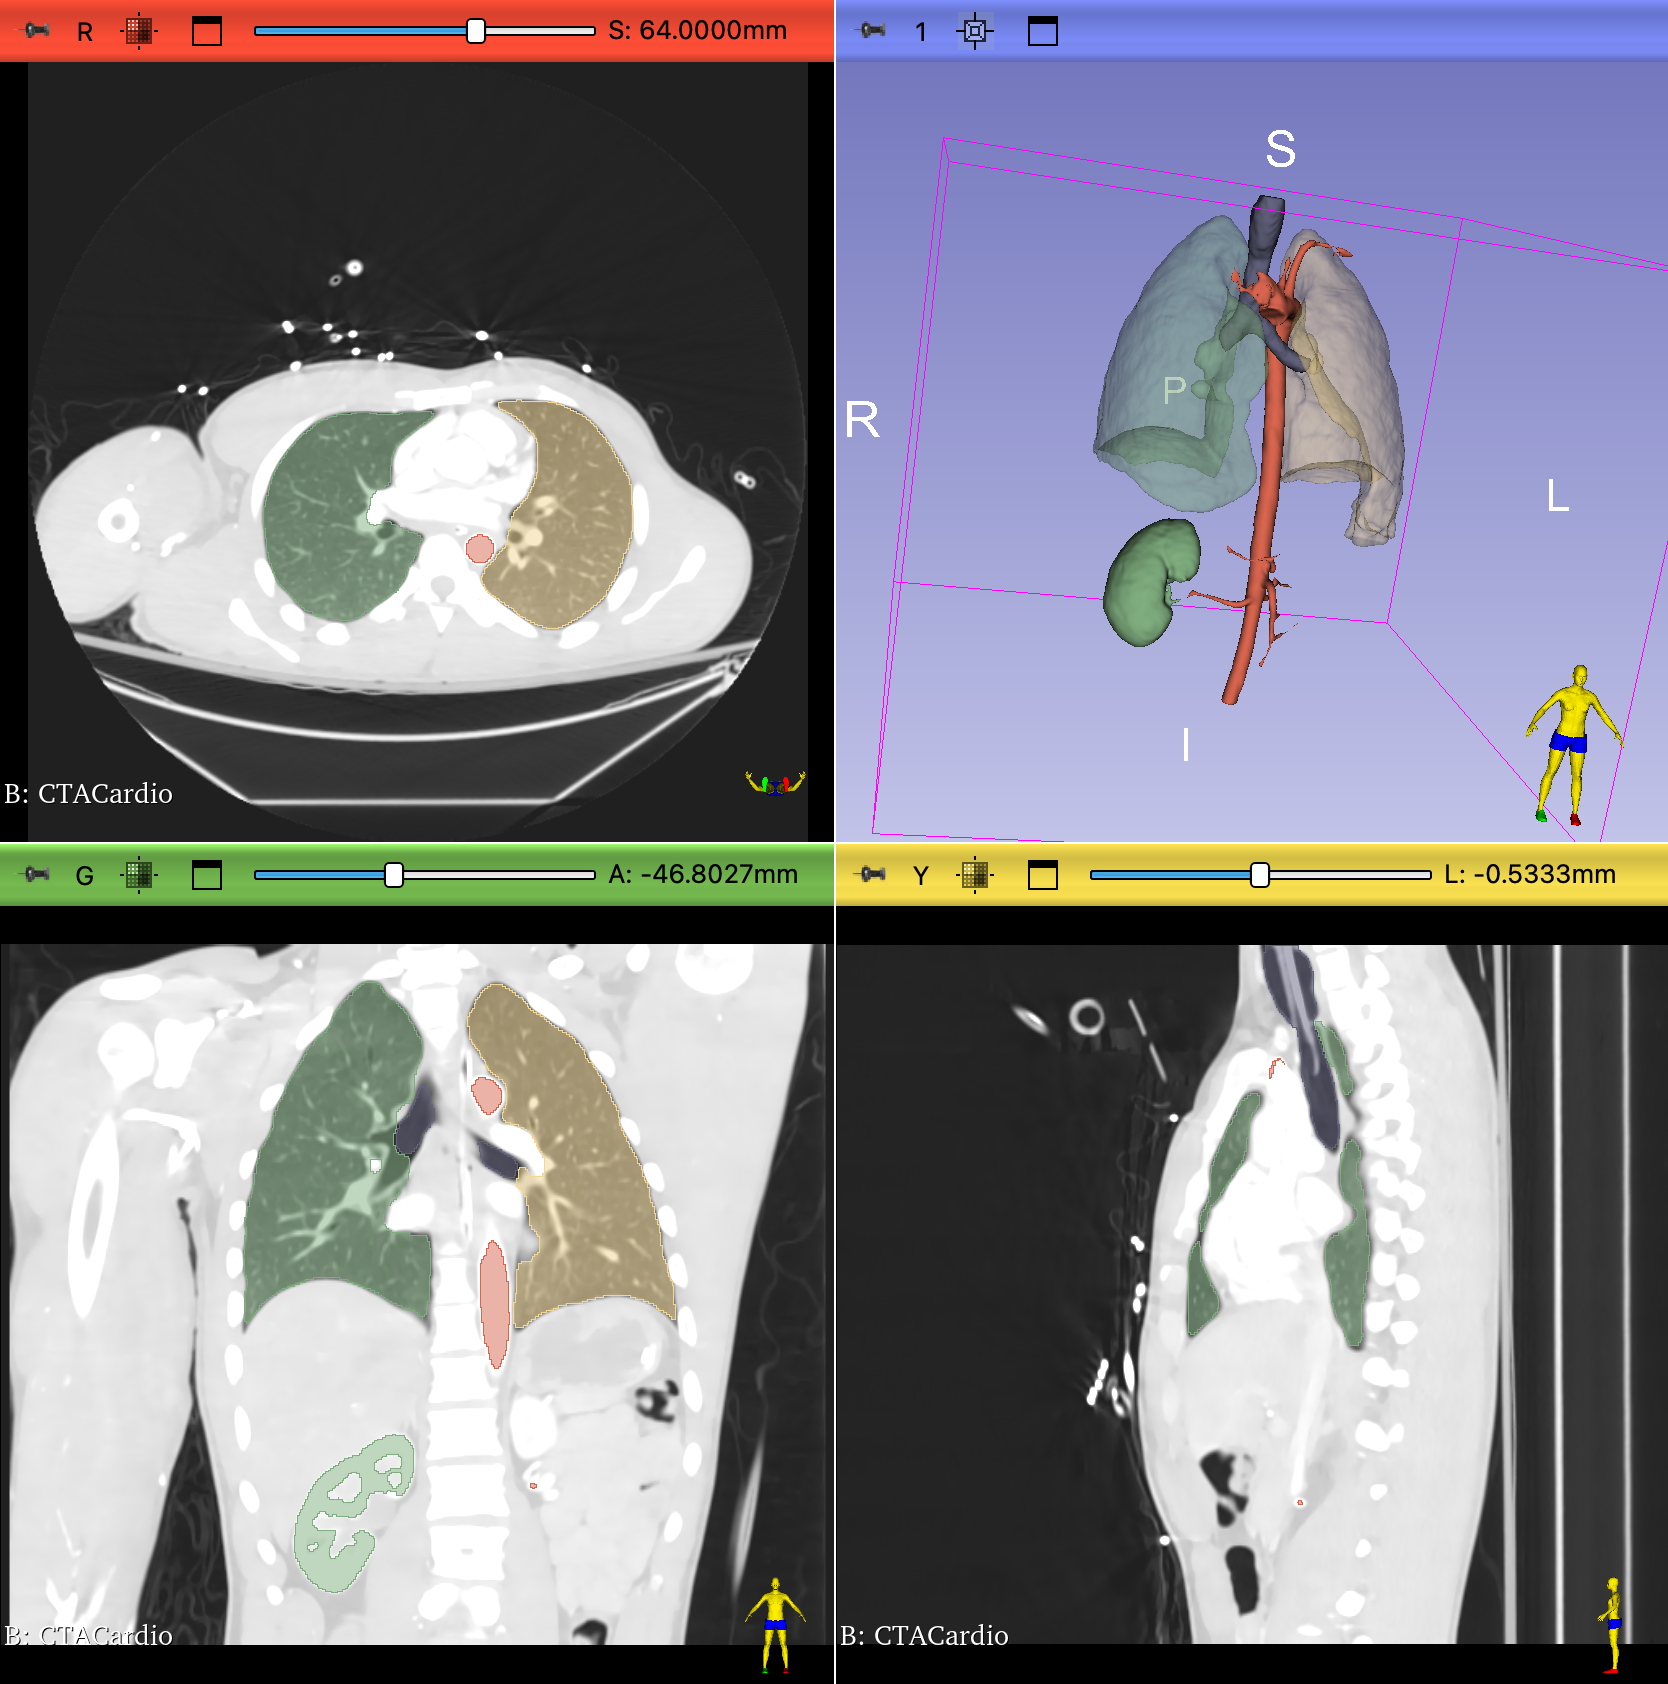 R
S: 64.0000mm
B: CTACardio
1
S
P
R
L
I
G
A: -46.8027mm
B: CTACardio
Y
L: -0.5333mm
B: CTACardio